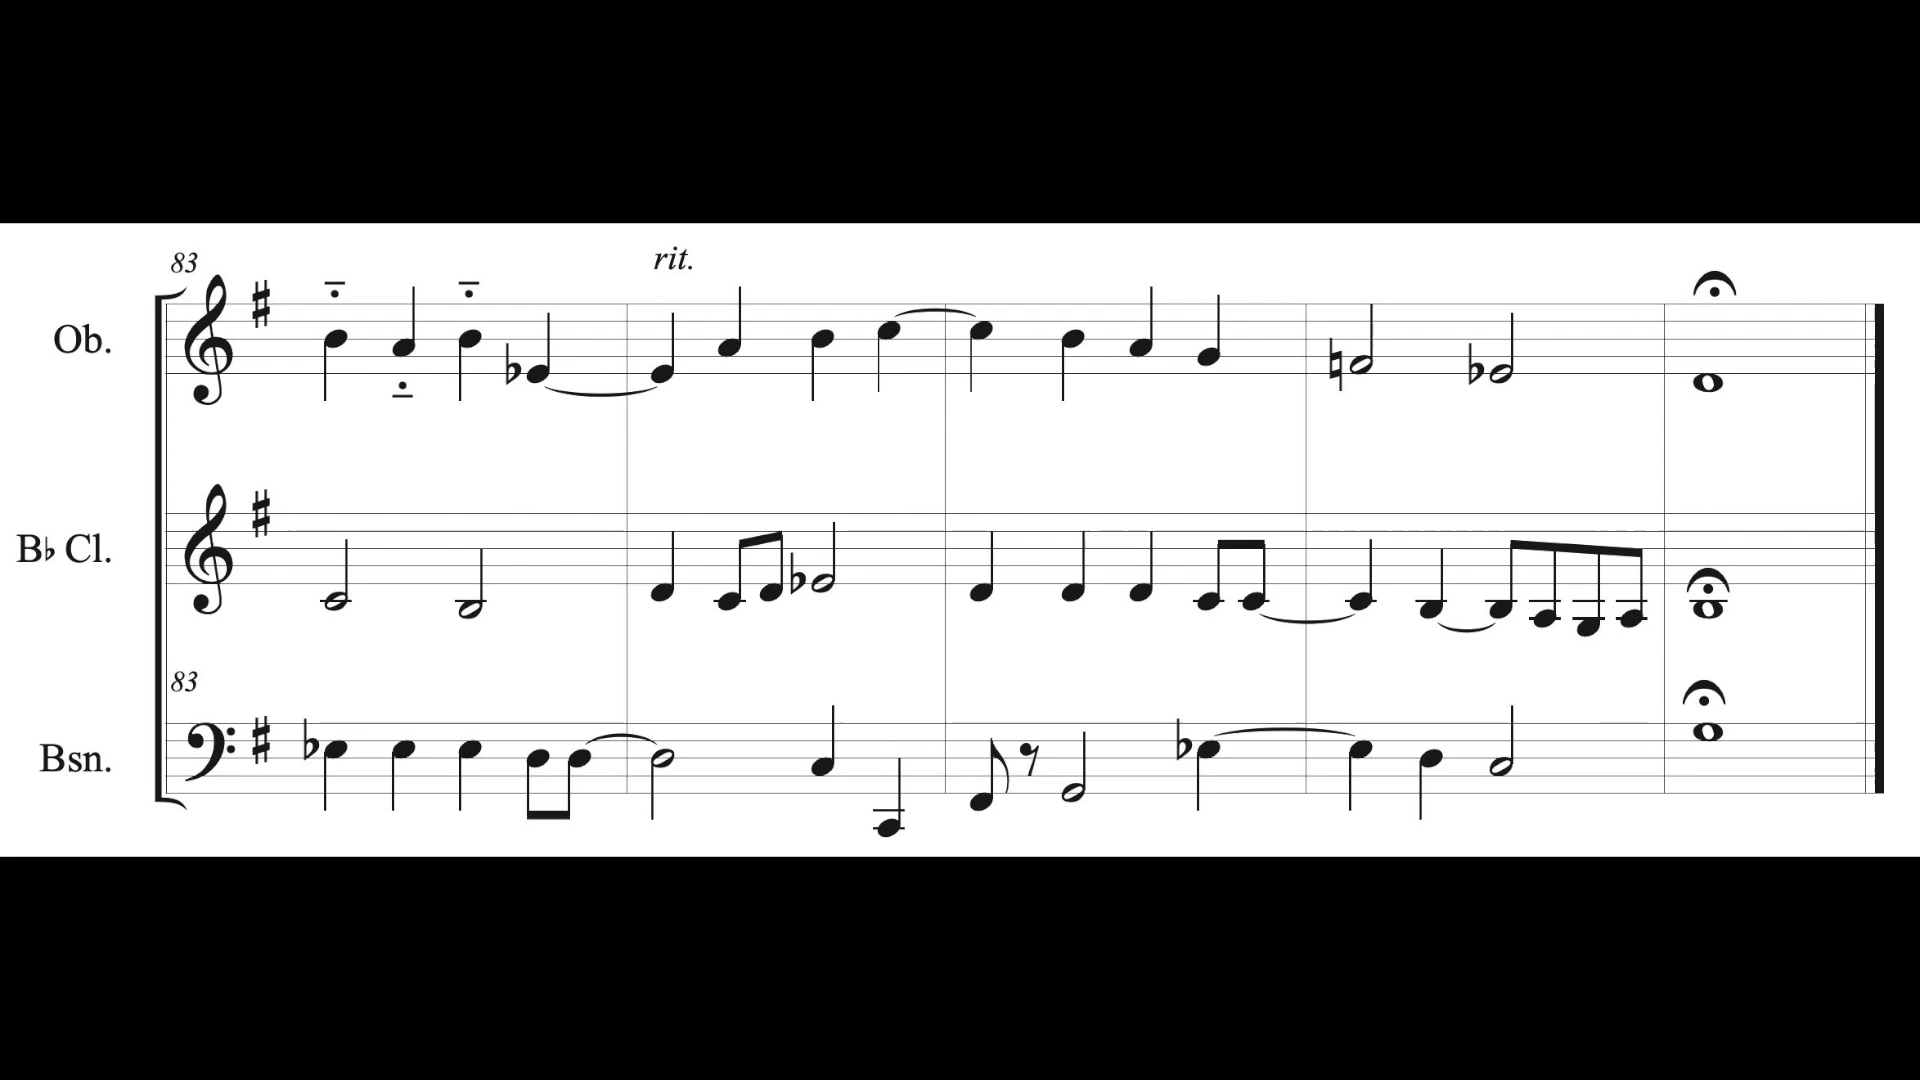 83
rit.
Ob.
B♭ Cl.
83
Bsn.